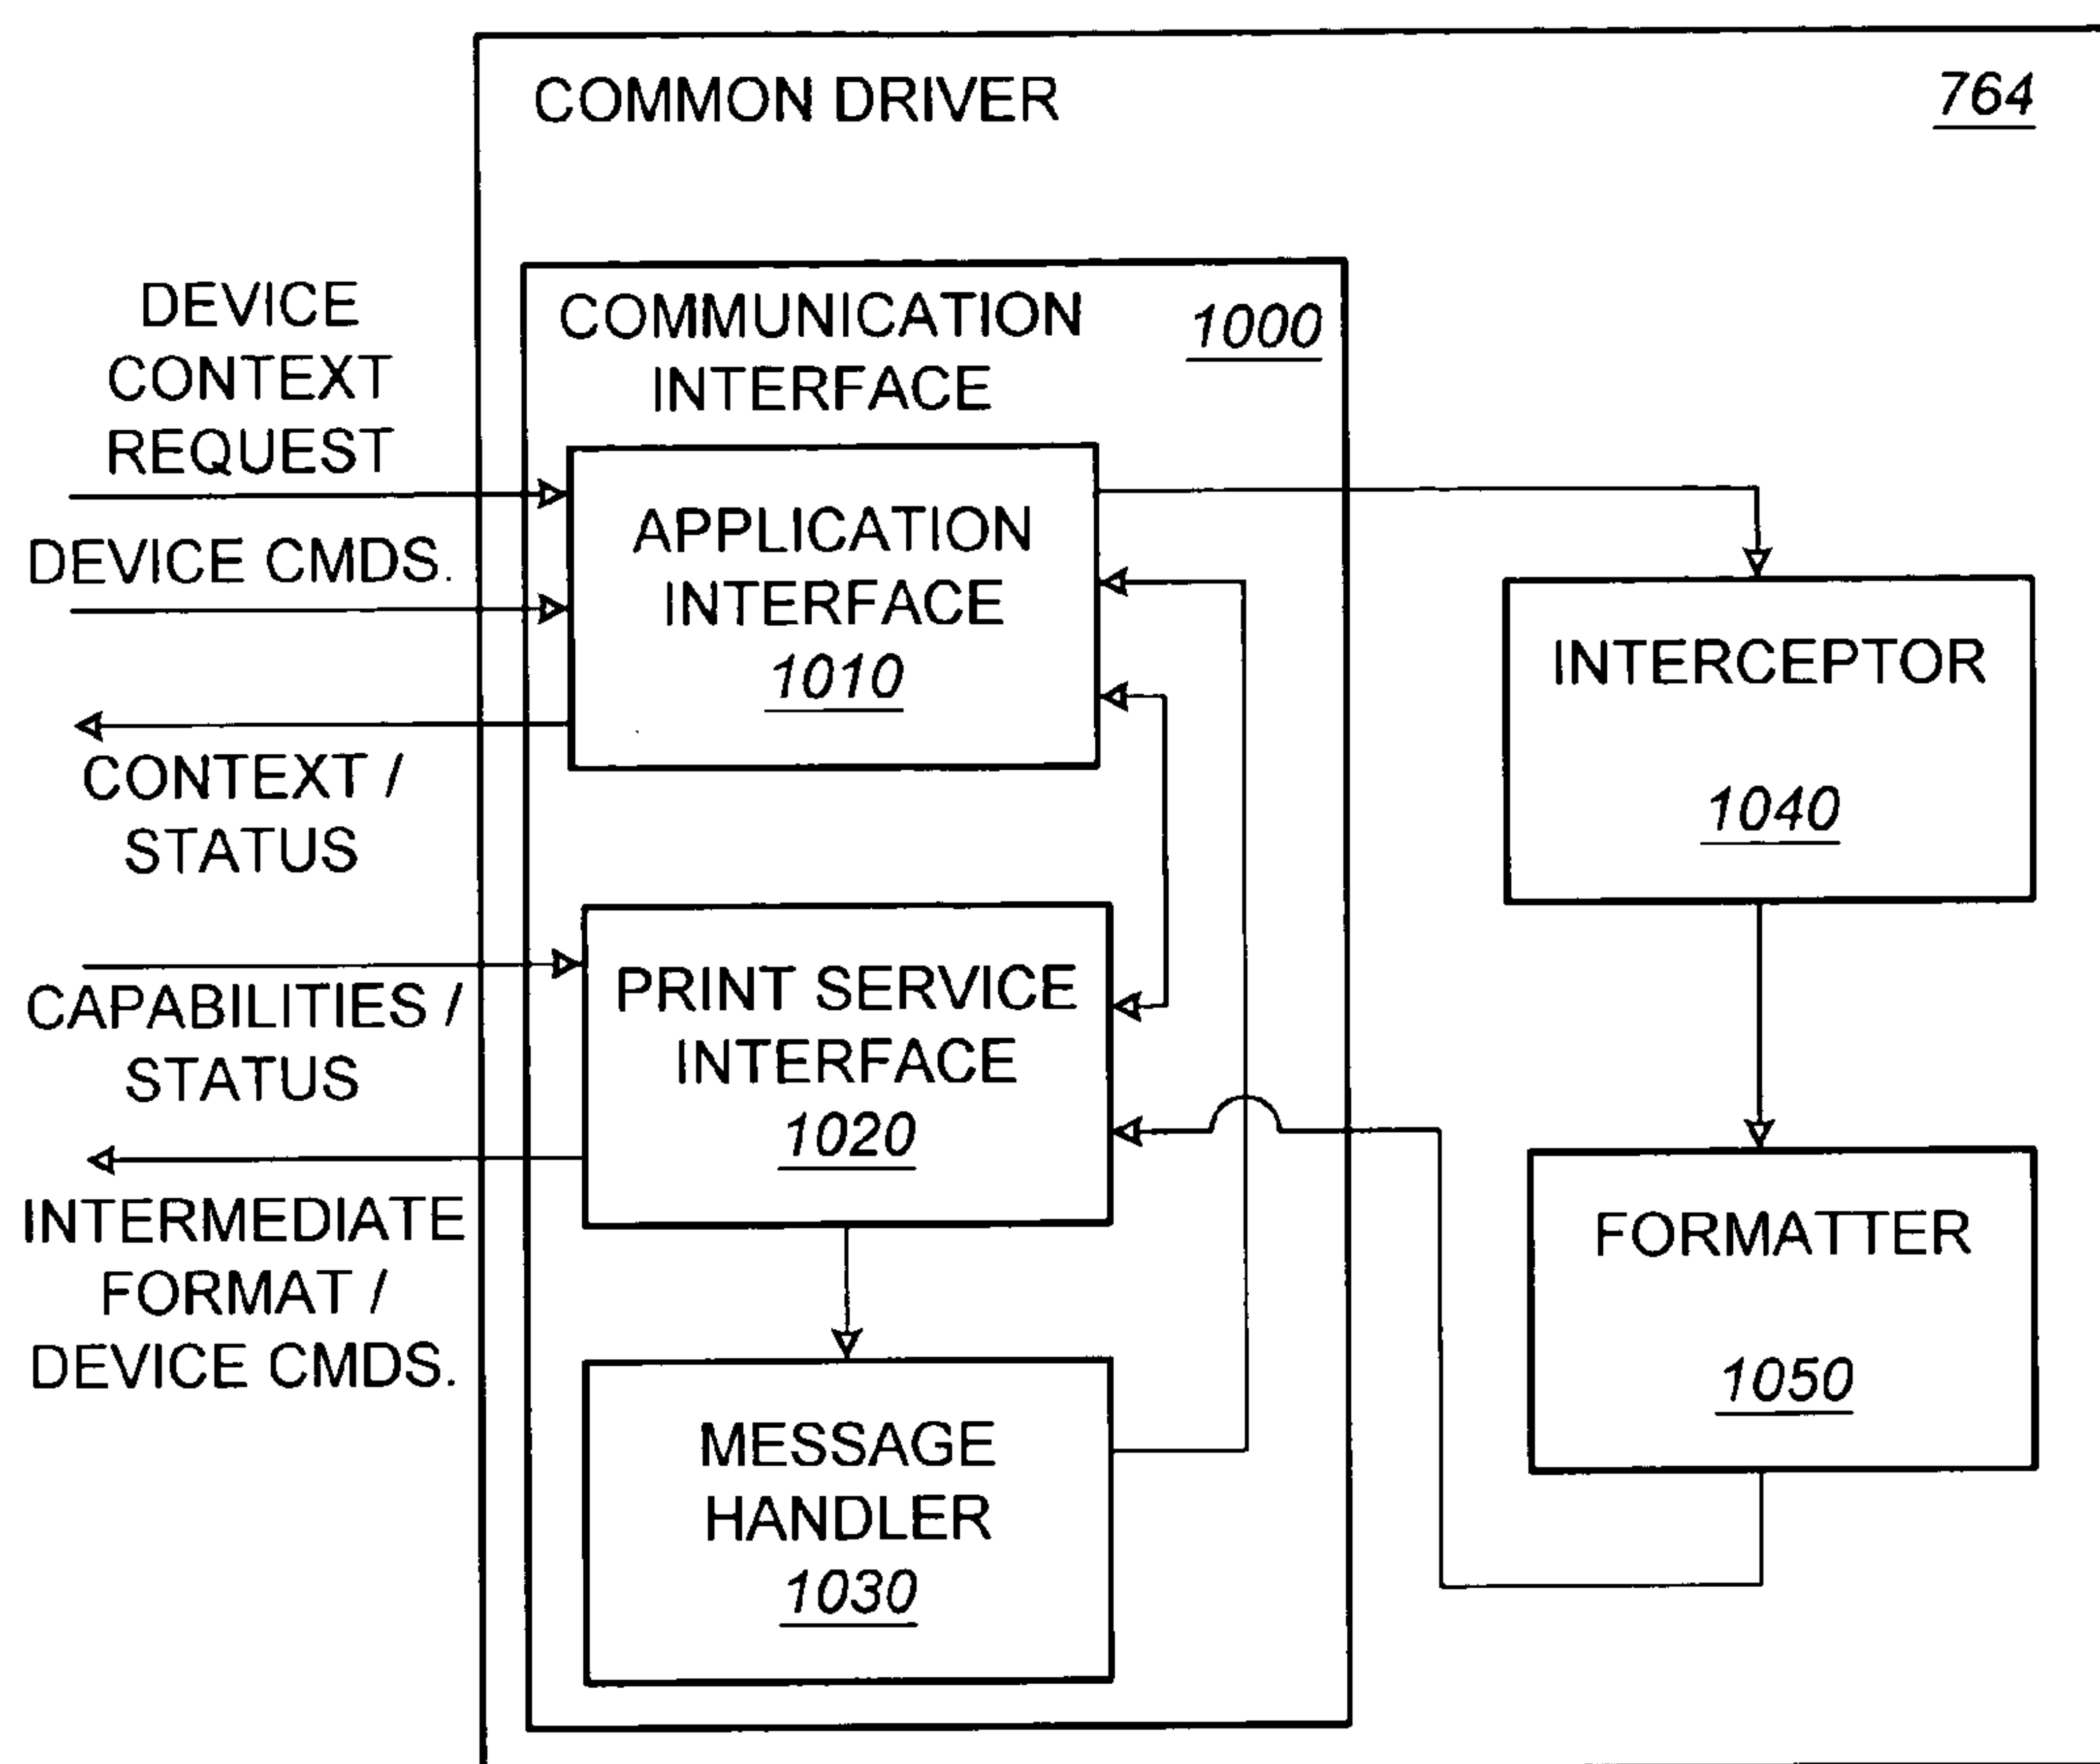 COMMON DRIVER
764
DEVICE
CONTEXT
REQUEST
DEVICE CMDS.
CONTEXT /
STATUS
CAPABILITIES /
STATUS
INTERMEDIATE
FORMAT /
DEVICE CMDS.
COMMUNICATION
INTERFACE
1000
APPLICATION
INTERFACE
1010
PRINT SERVICE
INTERFACE
1020
MESSAGE
HANDLER
1030
INTERCEPTOR
1040
FORMATTER
1050